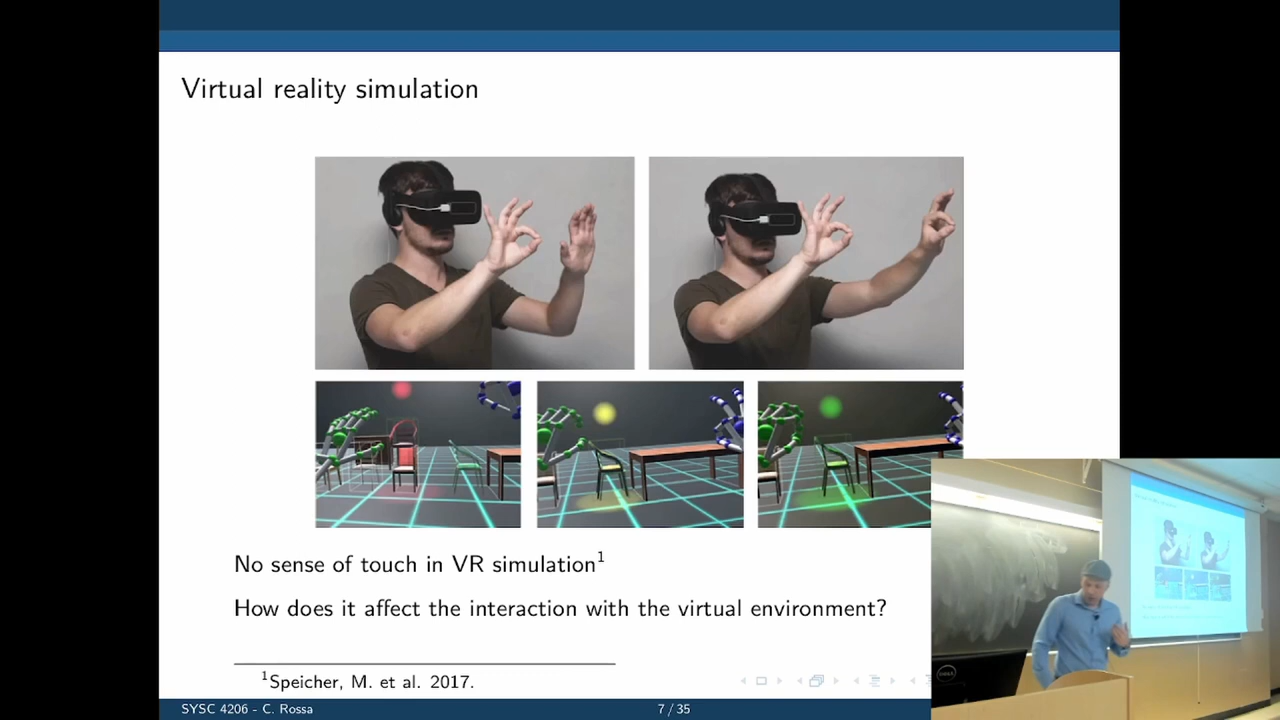 Virtual reality simulation
No sense of touch in VR simulation1
How does it affect the interaction with the virtual environment?
1Speicher, M. et al. 2017.
SYSC 4206 - C. Rossa
7 / 35
DELL